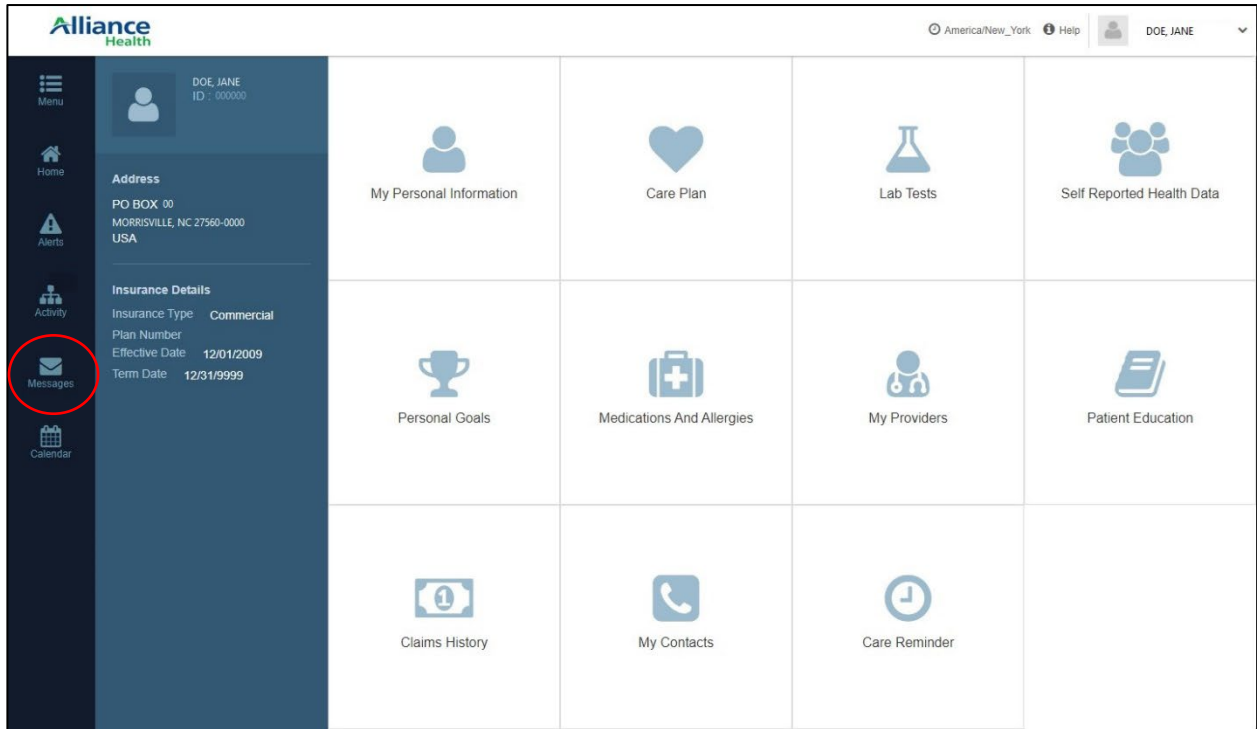 Alliance
Health
America/New_York Help DOE, JANE
Menu
Home
Alerts
Activity
Messages
Calendar
DOE, JANE
ID : 000000
Address
PO BOX 00
MORRISVILLE, NC 27560-0000
USA
Insurance Details
Insurance Type Commercial
Plan Number
Effective Date 12/01/2009
Term Date 12/31/9999
My Personal Information
Care Plan
Lab Tests
Self Reported Health Data
Personal Goals
Medications And Allergies
My Providers
Patient Education
1
Claims History
My Contacts
Care Reminder